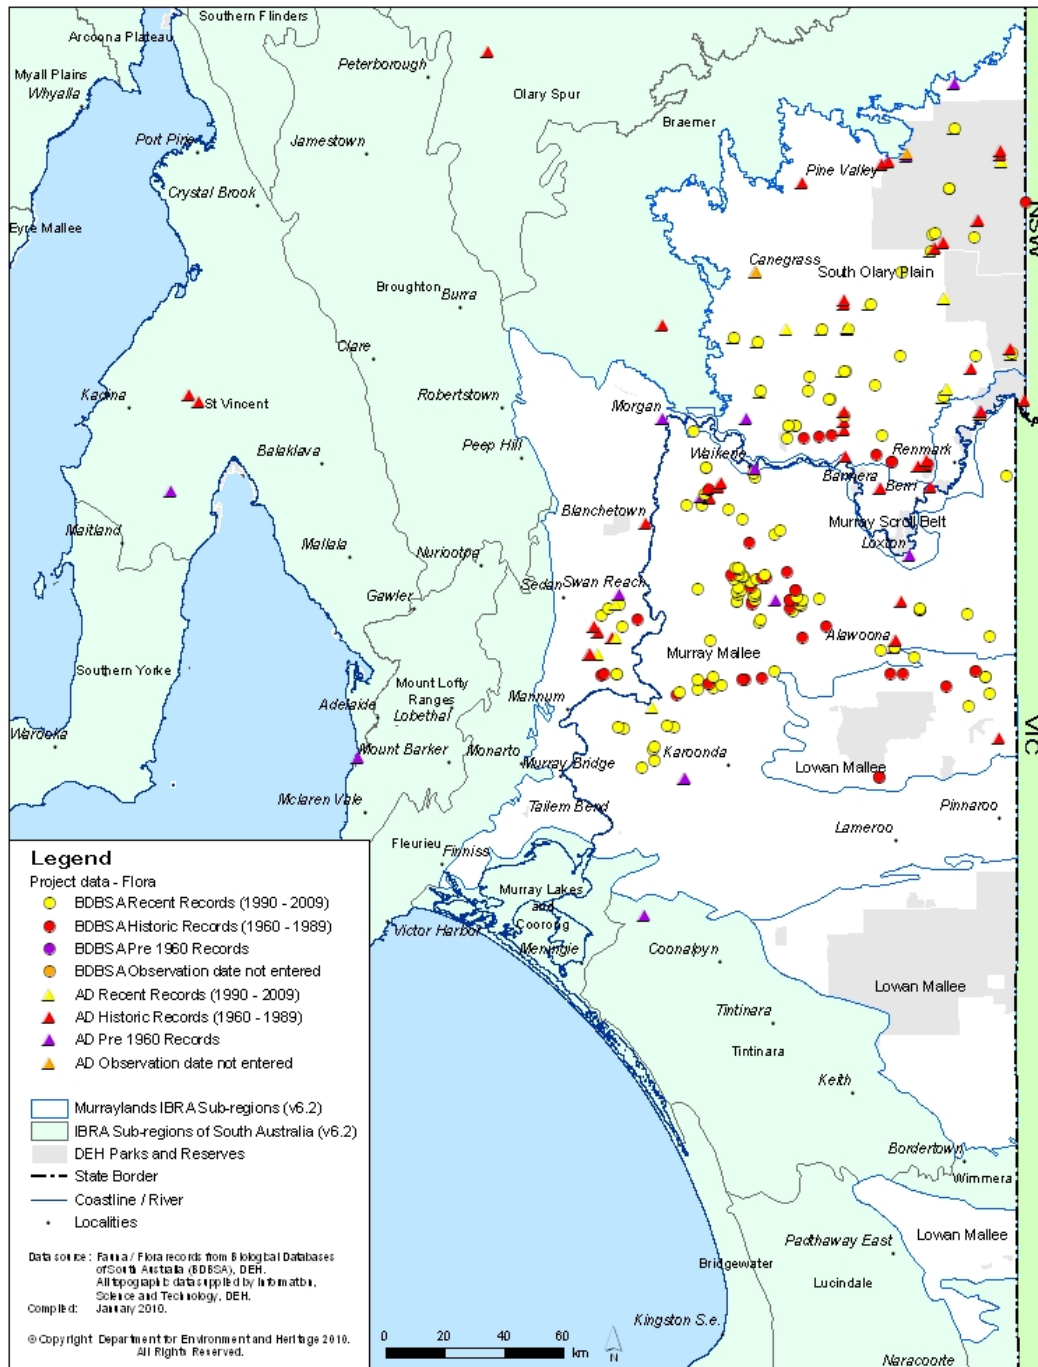 Southern Flinders
Arcoona Plateau
Peterborough
Myall Plains
Whyalla
Olary Spur
Braemer
Port Pirie
Jamestown
Pine Valley
Crystal Brook
Eyre Mallee
NSW
Canegrass
South Olary Plain
Broughton
Burra
Clare
Kadina
St Vincent
Robertstown
Morgan
Peep Hill
Balaklava
Waikerie
Renmark
Barmera
Berri
Blanchetown
Murray Scroll Belt
Maitland
Mallala
Loxton
Nuriootpa
Sedan
Swan Reach
Gawler
Alawoona
Murray Mallee
Southern Yorke
Mount Lofty
Ranges
Mannum
Adelaide
Lobethal
VIC
Warooka
Mount Barker
Monarto
Karoonda
Murray Bridge
Lowan Mallee
Mclaren Vale
Tailem Bend
Pinnaroo
Lameroo
Fleurieu
Finniss
Murray Lakes
and
Coorong
Victor Harbor
Meningie
Coonalpyn
Lowan Mallee
Tintinara
Tintinara
Keith
Bordertown
Wimmera
Lowan Mallee
Padthaway East
Bridgewater
Lucindale
Kingston S.e.
Naracoorte
Legend
Project data - Flora
BDBSA Recent Records (1990 - 2009)
BDBSA Historic Records (1960 - 1989)
BDBSA Pre 1960 Records
BDBSA Observation date not entered
AD Recent Records (1990 - 2009)
AD Historic Records (1960 - 1989)
AD Pre 1960 Records
AD Observation date not entered
Murraylands IBRA Sub-regions (v6.2)
IBRA Sub-regions of South Australia (v6.2)
DEH Parks and Reserves
State Border
Coastline / River
Localities
Data source: Fauna / Flora records from Biological Databases
of South Australia (BDBSA), DEH.
All topographic data supplied by Information,
Science and Technology, DEH.
Compiled: January 2010.
© Copyright Department for Environment and Heritage 2010.
All Rights Reserved.
0 20 40 60
km
N